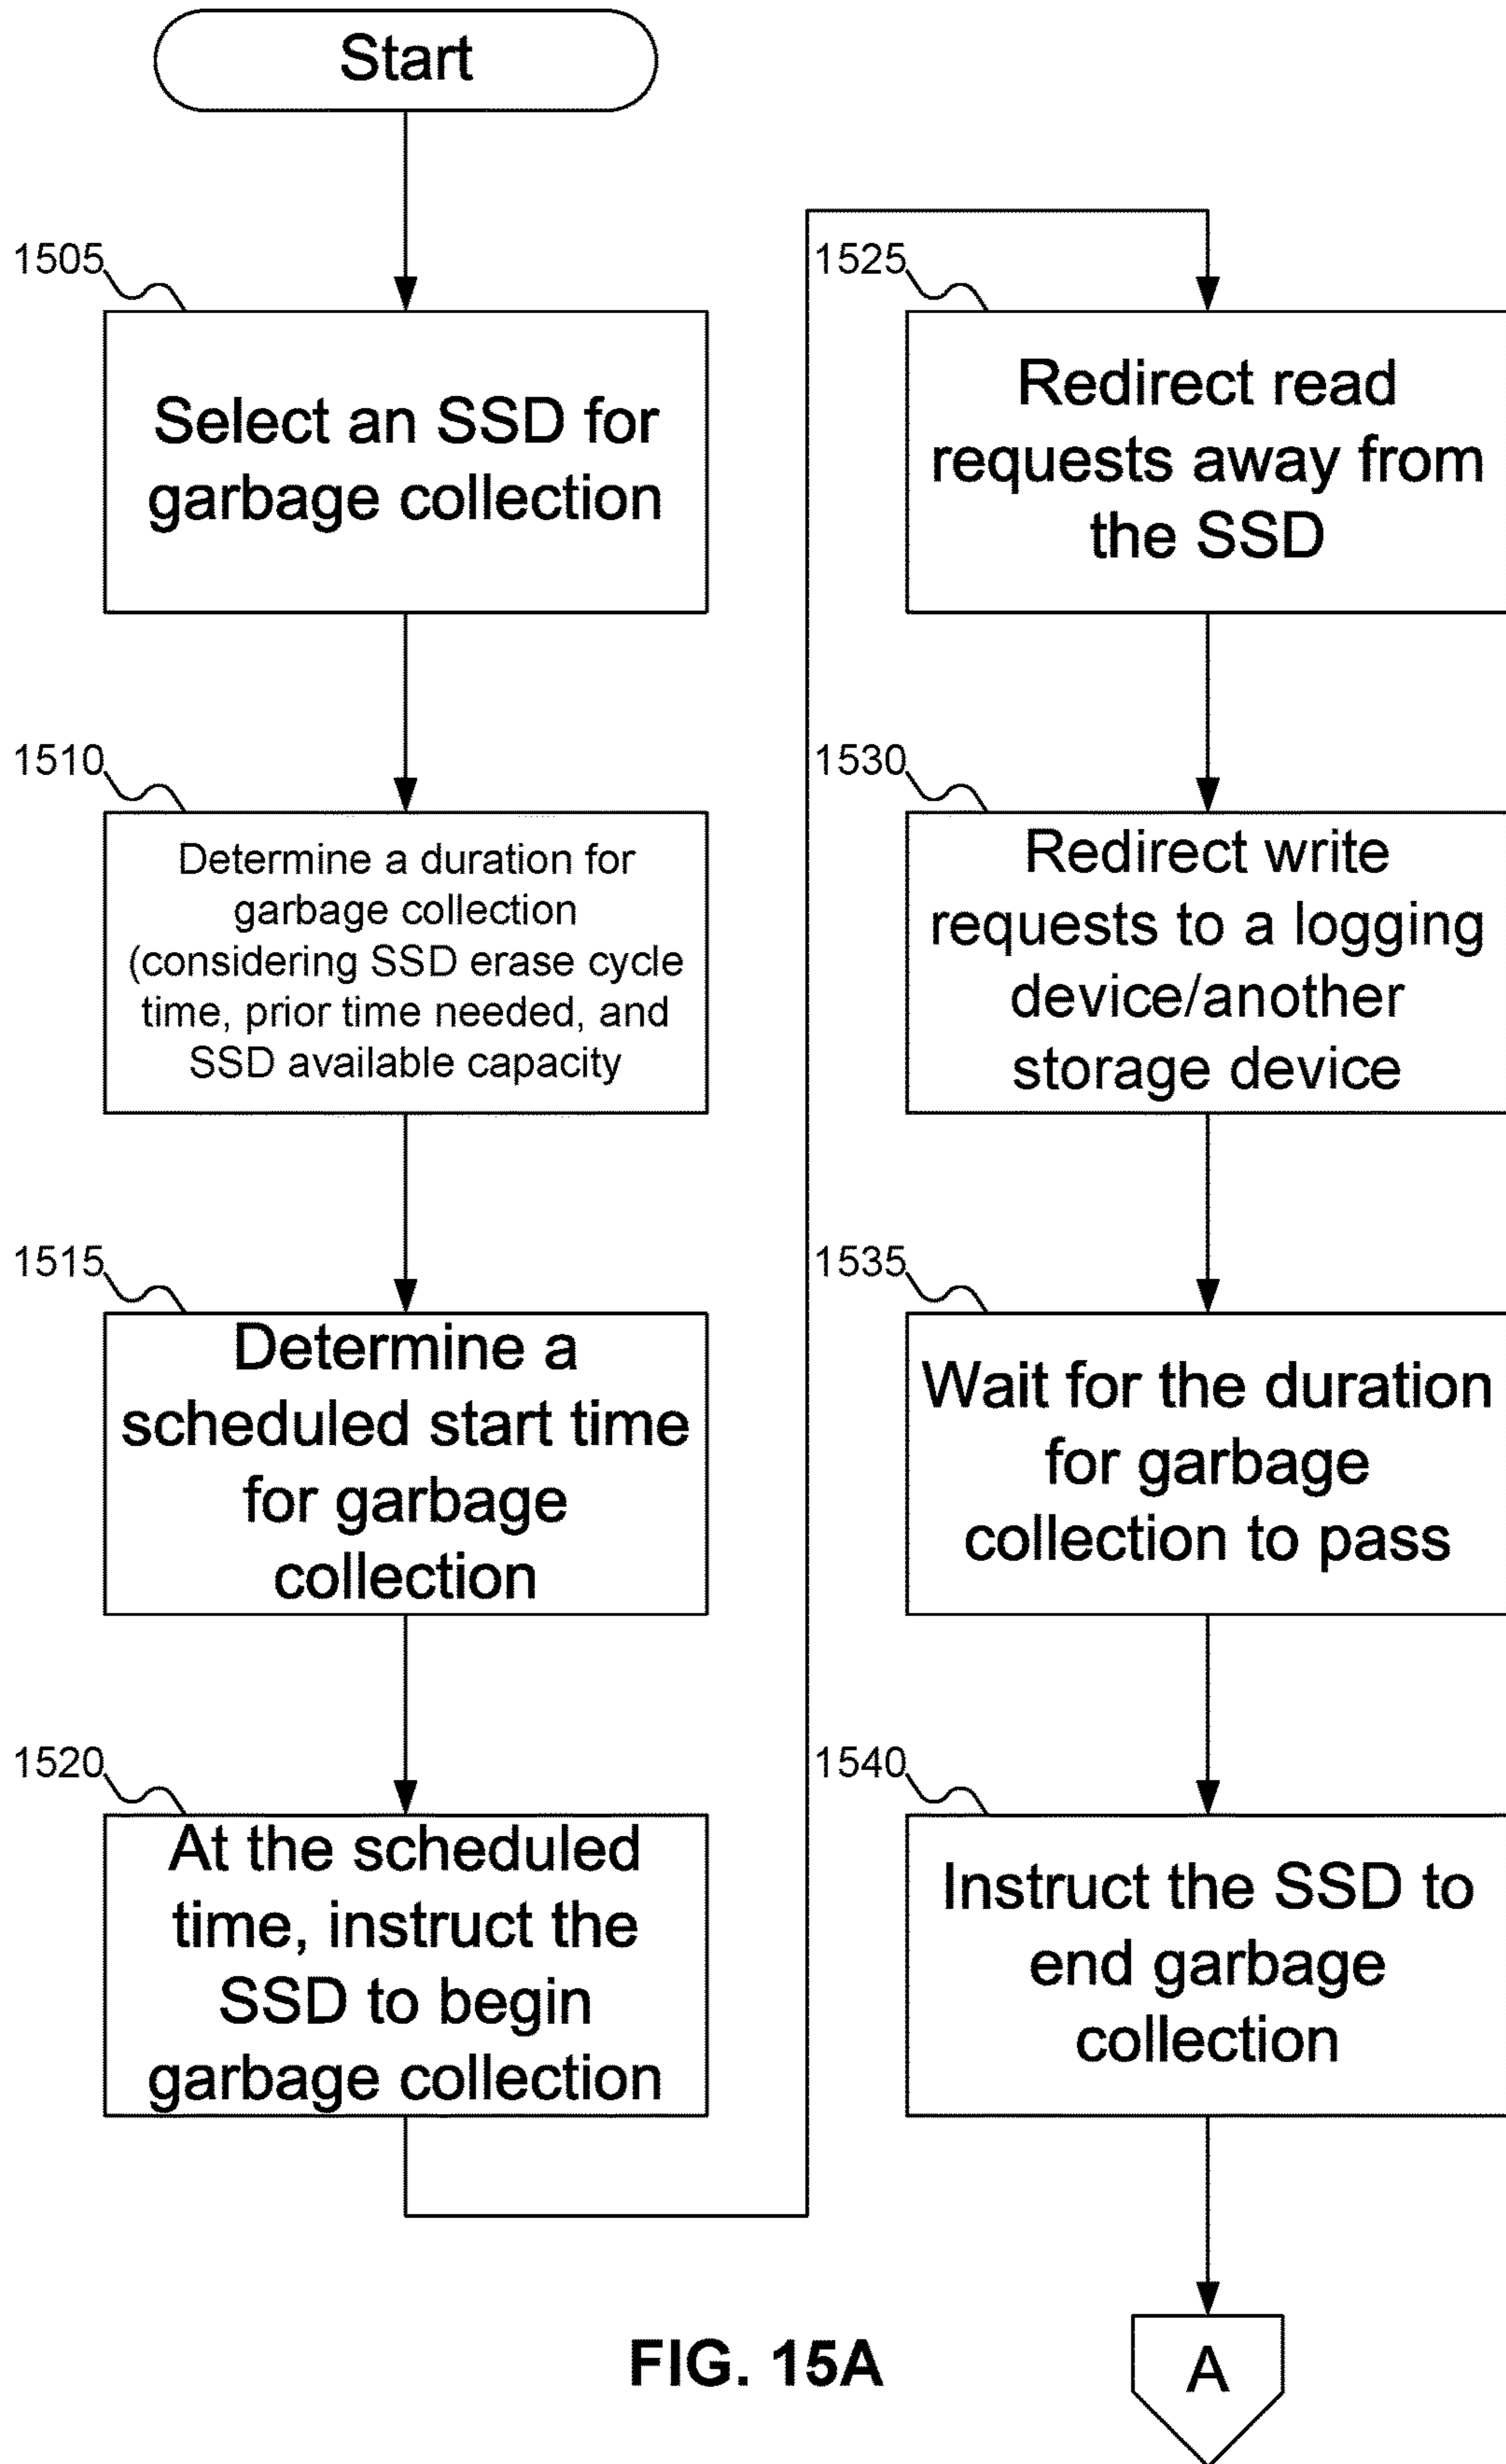 Start
1505
Select an SSD for
garbage collection
1510
Determine a duration for
garbage collection
(considering SSD erase cycle
time, prior time needed, and
SSD available capacity
1515
Determine a
scheduled start time
for garbage
collection
1520
At the scheduled
time, instruct the
SSD to begin
garbage collection
1525
Redirect read
requests away from
the SSD
1530
Redirect write
requests to a logging
device/another
storage device
1535
Wait for the duration
for garbage
collection to pass
1540
Instruct the SSD to
end garbage
collection
A
FIG. 15A